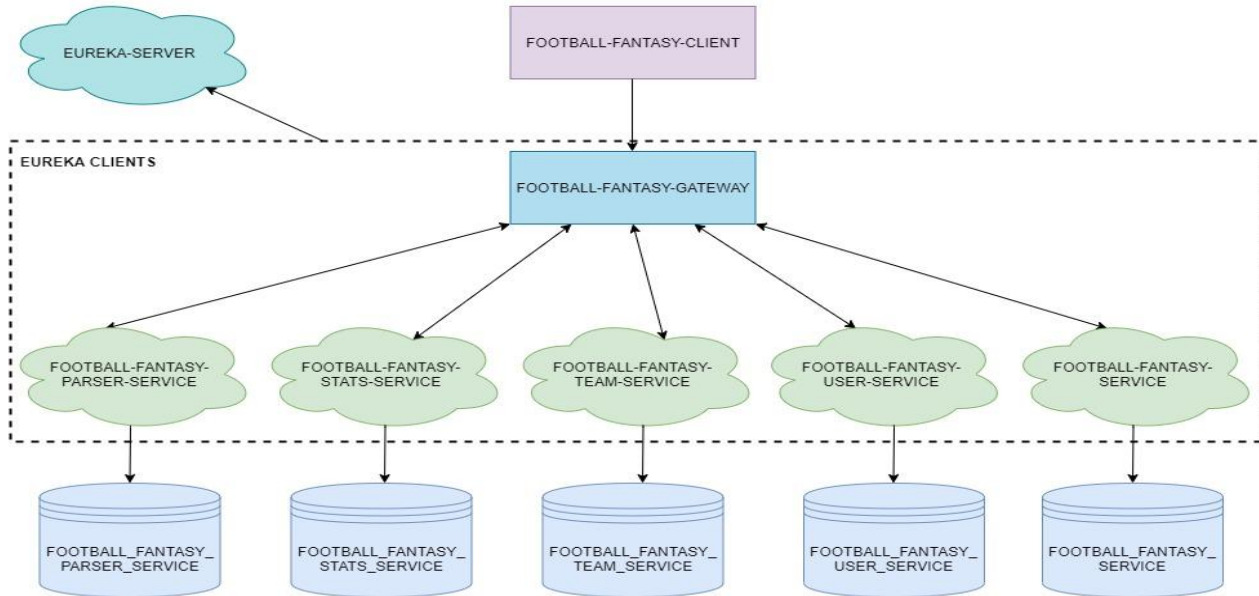 EUREKA-SERVER
FOOTBALL-FANTASY-CLIENT
EUREKA CLIENTS
FOOTBALL-FANTASY-GATEWAY
FOOTBALL-FANTASY-
PARSER-SERVICE
FOOTBALL-FANTASY-
STATS-SERVICE
FOOTBALL-FANTASY-
TEAM-SERVICE
FOOTBALL-FANTASY-
USER-SERVICE
FOOTBALL-FANTASY-
SERVICE
FOOTBALL_FANTASY_
PARSER_SERVICE
FOOTBALL_FANTASY_
STATS_SERVICE
FOOTBALL_FANTASY_
TEAM_SERVICE
FOOTBALL_FANTASY_
USER_SERVICE
FOOTBALL_FANTASY_
SERVICE